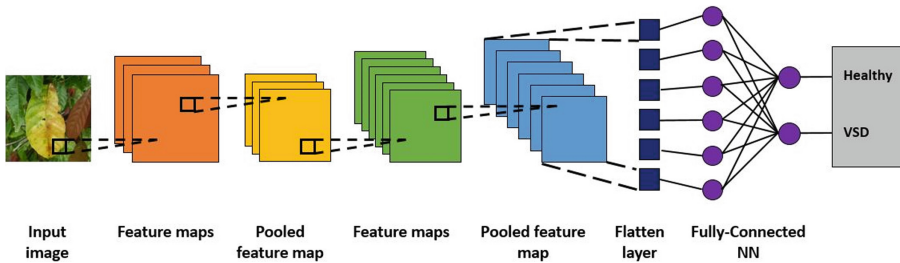 Healthy
VSD
Input
image
Feature maps
Pooled
feature map
Feature maps
Pooled feature
map
Flatten
layer
Fully-Connected
NN